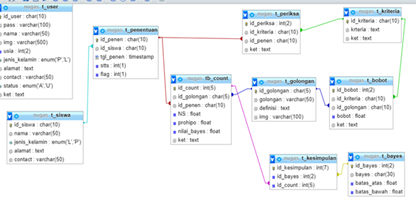 t_user
id_user : char(10)
pass : varchar(100)
nama : varchar(50)
img : varchar(500)
usia : int(2)
jenis_kelamin : enum('P','L')
alamat : text
contact : varchar(50)
status : enum('A','U')
ket : text
t_siswa
id_siswa : char(10)
nama : varchar(50)
jenis_kelamin : enum('L','P')
alamat : text
contact : varchar(50)
t_penentuan
id_penen : char(10)
id_siswa : char(10)
tgl_penen : timestamp
stts : int(1)
flag : int(1)
tb_count
id_count : int(5)
id_golongan : char(5)
id_penen : char(10)
NS : float
prohipo : float
nilai_bayes : float
ket : text
t_periksa
id_periksa : int(2)
id_kriteria : char(10)
id_penen : char(10)
ket : text
t_golongan
id_golongan : char(5)
golongan : varchar(50)
definisi : text
img : varchar(100)
t_kesimpulan
id_kesimpulan : int(7)
id_bayes : int(2)
id_count : int(5)
t_kriteria
id_kriteria : char(10)
krteria : text
ket : text
t_bobot
id_bobot : int(2)
id_kriteria : char(10)
id_golongan : char(5)
bobot : float
ket : text
t_bayes
id_bayes : int(2)
bayes : char(30)
batas_atas : float
batas_bawah : float